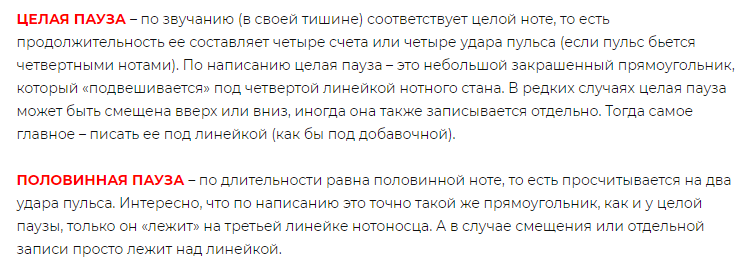 ЦЕЛАЯ ПАУЗА – по звучанию (в своей тишине) соответствует целой ноте, то есть
продолжительность ее составляет четыре счета или четыре удара пульса (если пульс бьется
четвертными нотами). По написанию целая пауза – это небольшой закрашенный прямоугольник,
который «подвешивается» под четвертой линейкой нотного стана. В редких случаях целая пауза
может быть смещена вверх или вниз, иногда она также записывается отдельно. Тогда самое
главное – писать ее под линейкой (как бы под добавочной).
ПОЛОВИННАЯ ПАУЗА – по длительности равна половинной ноте, то есть просчитывается на два
удара пульса. Интересно, что по написанию это точно такой же прямоугольник, как и у целой
паузы, только он «лежит» на третьей линейке нотоносца. А в случае смещения или отдельной
записи просто лежит над линейкой.